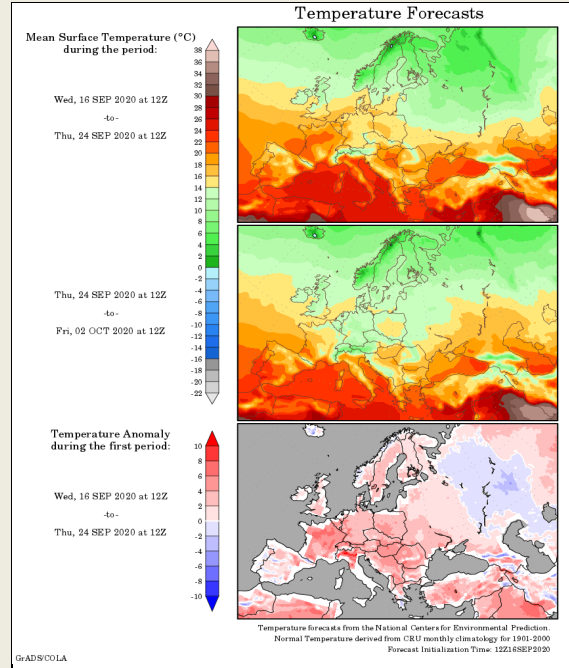 Temperature Forecasts
Mean Surface Temperature (°C)
during the period:
Wed, 16 SEP 2020 at 12Z
-to-
Thu, 24 SEP 2020 at 12Z
38
36
34
32
30
28
26
24
22
20
18
16
14
12
10
8
6
4
2
0
-2
-4
-6
-8
-10
-12
-14
-16
-18
-20
-22
Thu, 24 SEP 2020 at 12Z
-to-
Fri, 02 OCT 2020 at 12Z
Temperature Anomaly
during the first period:
Wed, 16 SEP 2020 at 12Z
-to-
Thu, 24 SEP 2020 at 12Z
10
8
6
4
2
0
-2
-4
-6
-8
-10
Temperature forecasts from the National Centers for Environmental Prediction.
Normal Temperature derived from CRU monthly climatology for 1901-2000
Forecast Initialization Time: 12Z16SEP2020
GrADS/COLA